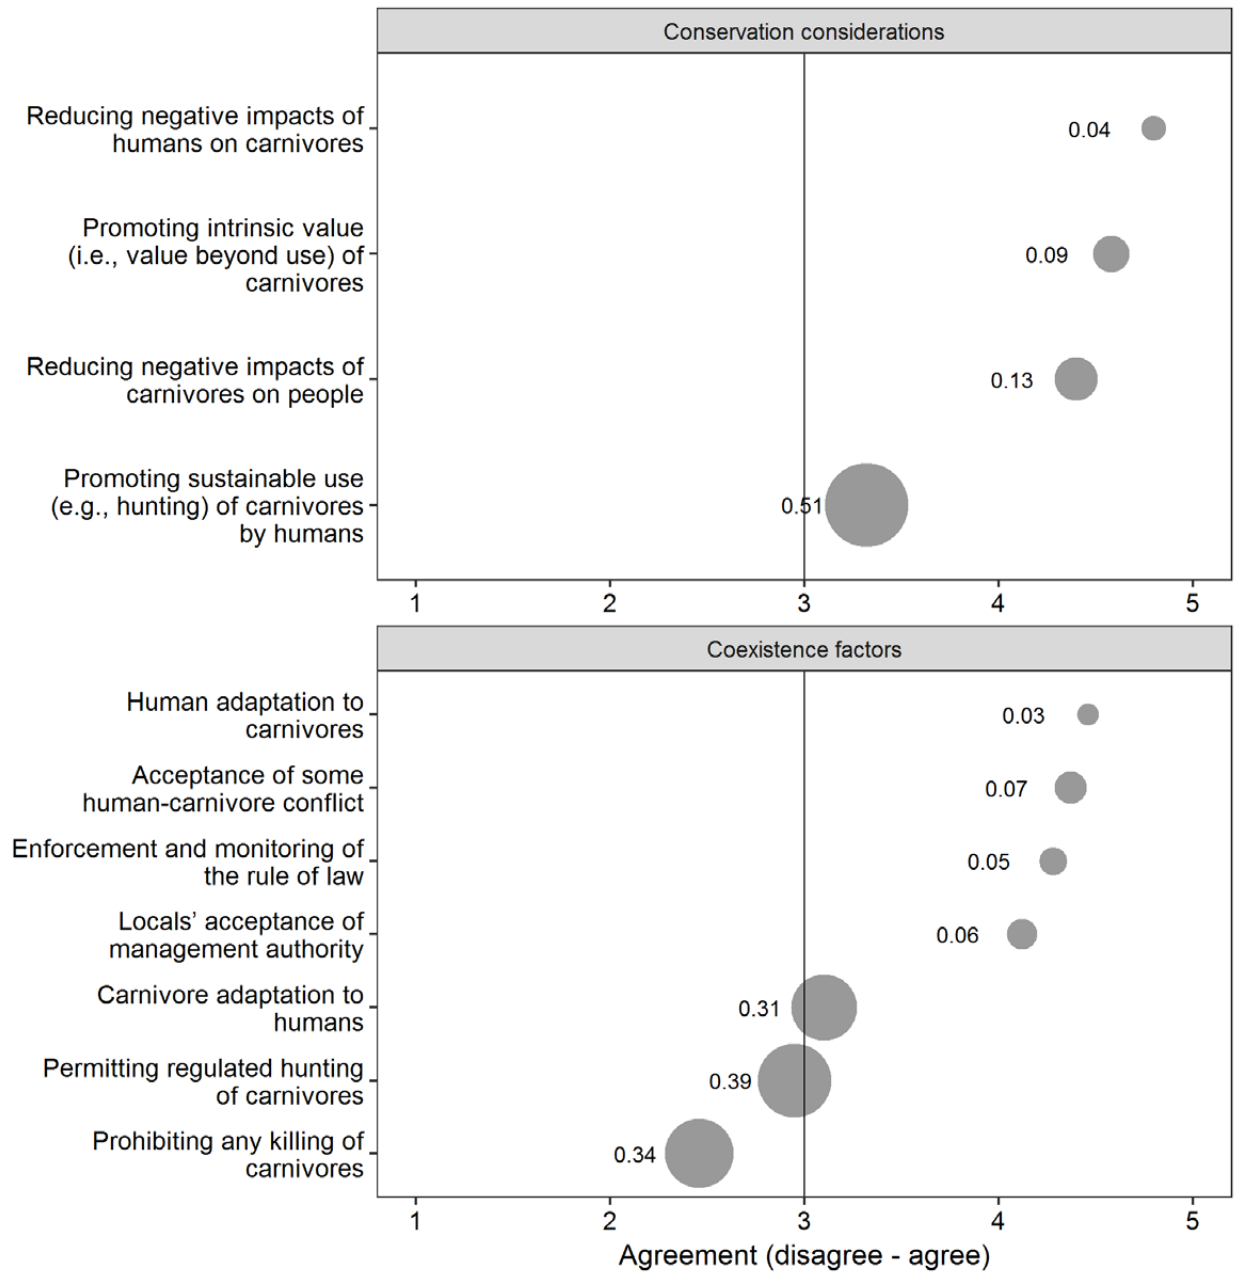 Conservation considerations
Reducing negative impacts of
humans on carnivores
0.04
Promoting intrinsic value
(i.e., value beyond use) of
carnivores
0.09
Reducing negative impacts of
carnivores on people
0.13
Promoting sustainable use
(e.g., hunting) of carnivores
by humans
0.51
1 2 3 4 5
Coexistence factors
Human adaptation to
carnivores
0.03
Acceptance of some
human-carnivore conflict
0.07
Enforcement and monitoring of
the rule of law
0.05
Locals’ acceptance of
management authority
0.06
Carnivore adaptation to
humans
0.31
Permitting regulated hunting
of carnivores
0.39
Prohibiting any killing of
carnivores
0.34
1 2 3 4 5
Agreement (disagree - agree)